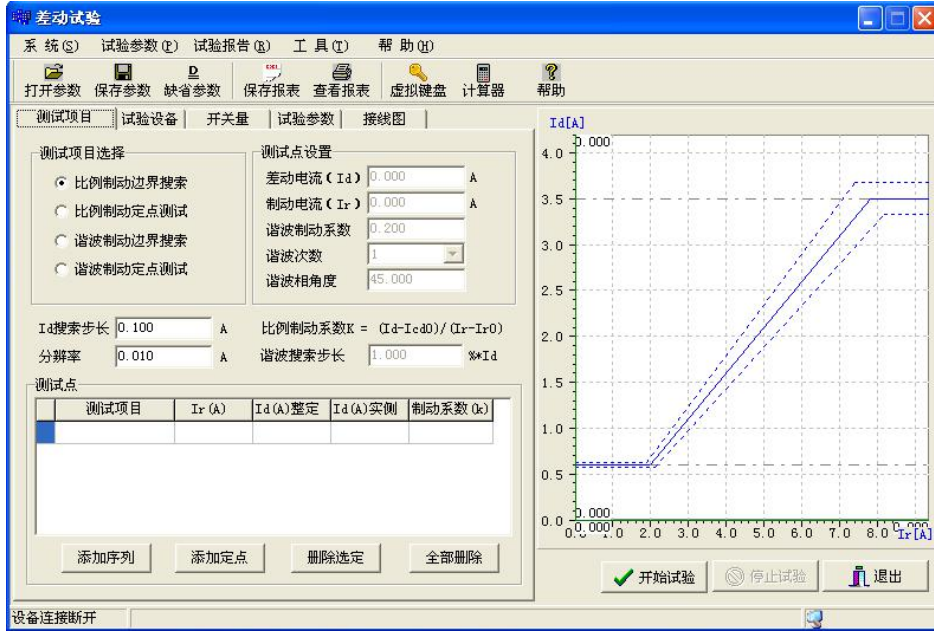 差动试验
系 统(S) 试验参数(P) 试验报告(R) 工 具(T) 帮 助(H)
打开参数 保存参数 缺省参数 保存报表 查看报表 虚拟键盘 计算器 帮助
测试项目 试验设备 开关量 试验参数 接线图
测试项目选择
比例制动边界搜索
比例制动定点测试
谐波制动边界搜索
谐波制动定点测试
测试点设置
差动电流(Id) 0.000 A
制动电流(Ir) 0.000 A
谐波制动系数 0.200
谐波次数 1
谐波相角度 45.000
Id搜索步长 0.100 A 比例制动系数K = (Id-Icd0)/(Ir-Ir0)
分辨率 0.010 A 谐波搜索步长 1.000 %*Id
测试点
测试项目 Ir(A) Id(A)整定 Id(A)实侧 制动系数(k)
添加序列 添加定点 删除选定 全部删除
Id[A]
0.000
4.0
3.5
3.0
2.5
2.0
1.5
1.0
0.5
0.000
0.0
0.000 2.0 3.0 4.0 5.0 6.0 7.0 8.0 Ir[A]
开始试验 停止试验 退出
设备连接断开